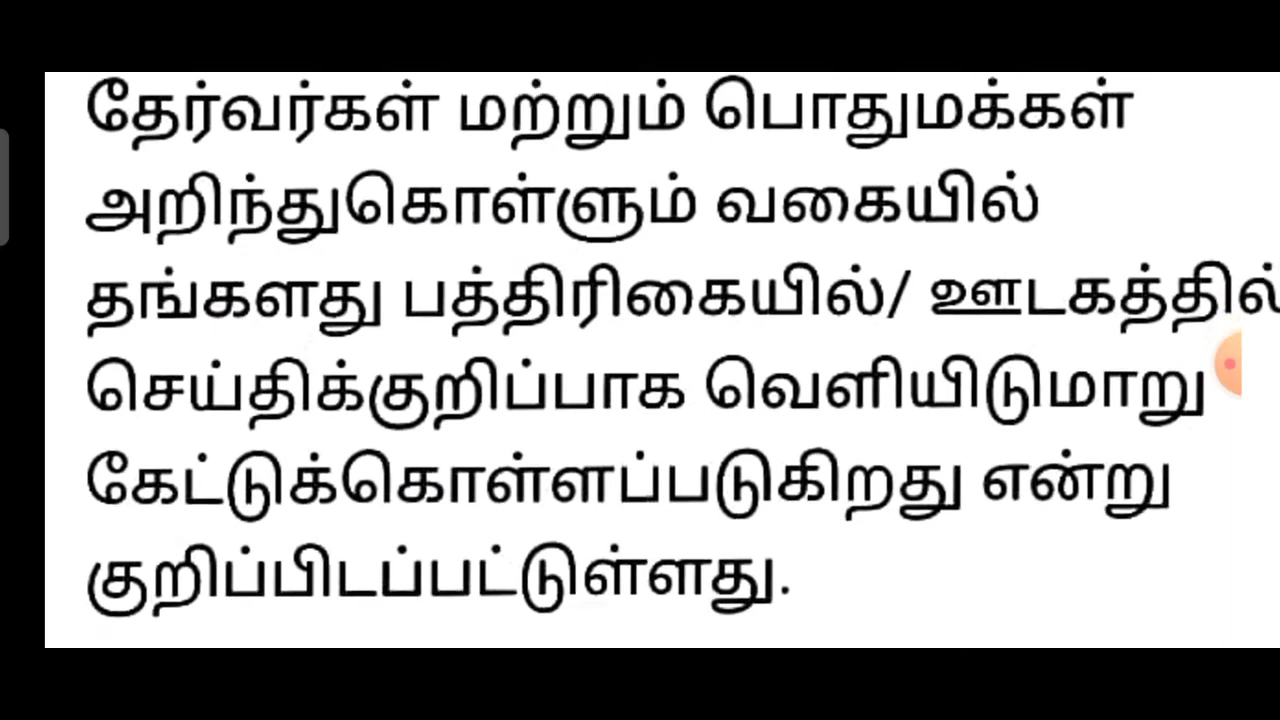 தேர்வர்கள் மற்றும் பொதுமக்கள்
அறிந்துகொள்ளும் வகையில்
தங்களது பத்திரிகையில்/ ஊடகத்தில்
செய்திக்குறிப்பாக வெளியிடுமாறு
கேட்டுக்கொள்ளப்படுகிறது என்று
குறிப்பிடப்பட்டுள்ளது.